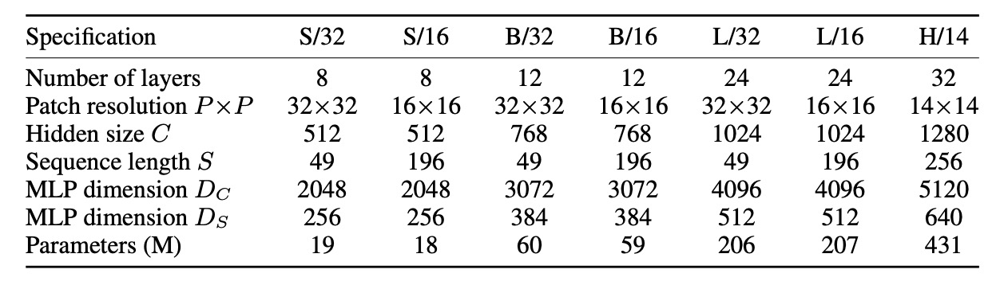 Specification S/32 S/16 B/32 B/16 L/32 L/16 H/14
Number of layers 8 8 12 12 24 24 32
Patch resolution P×P 32×32 16×16 32×32 16×16 32×32 16×16 14×14
Hidden size C 512 512 768 768 1024 1024 1280
Sequence length S 49 196 49 196 49 196 256
MLP dimension D_C 2048 2048 3072 3072 4096 4096 5120
MLP dimension D_S 256 256 384 384 512 512 640
Parameters (M) 19 18 60 59 206 207 431